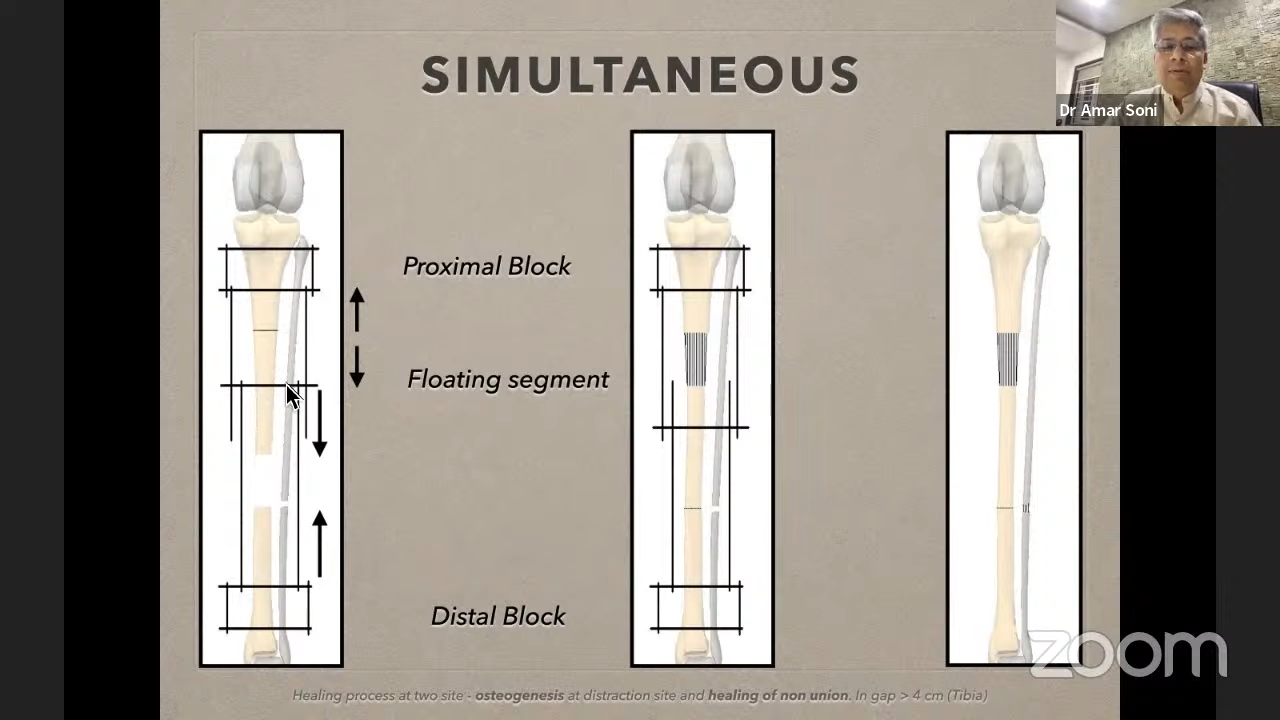 SIMULTANEOUS
Dr Amar Soni
Proximal Block
Floating segment
Distal Block
zoom
Healing process at two site - osteogenesis at distraction site and healing of non union. In gap > 4 cm (Tibia)